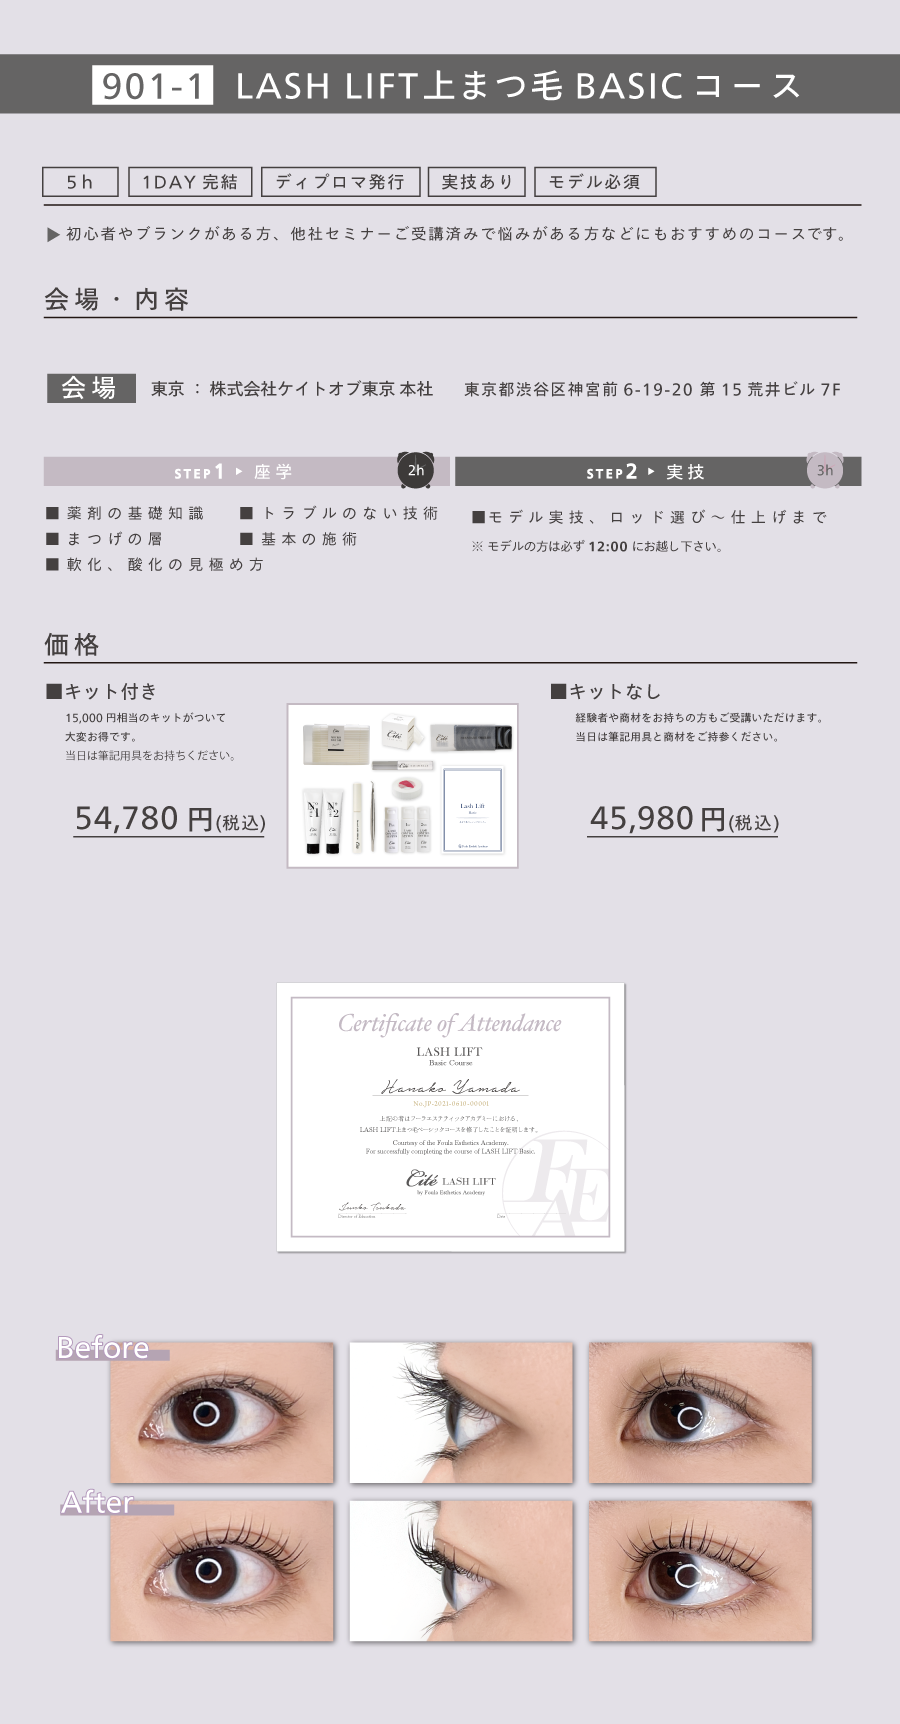 901-1 LASH LIFT上まつ毛 BASIC コース
5h 1DAY 完結 ディプロマ発行 実技あり モデル必須
▶ 初心者やブランクがある方、他社セミナーご受講済みで悩みがある方などにもおすすめのコースです。
会場・内容
会場 東京 : 株式会社ケイトオブ東京 本社 東京都渋谷区神宮前 6-19-20 第 15 荒井ビル 7F
STEP1 ▶ 座学 2h
■ 薬剤の基礎知識 ■ トラブルのない技術
■ まつげの層 ■ 基本の施術
■ 軟化、酸化の見極め方
STEP2 ▶ 実技 3h
■モデル実技、ロッド選び〜仕上げまで
※ モデルの方は必ず 12:00 にお越し下さい。
価格
■キット付き
15,000 円相当のキットがついて
大変お得です。
当日は筆記用具をお持ちください。
54,780 円(税込)
Cité
Cité
Nº1
Nº2
Cité
Cité
Lash Lift
■キットなし
経験者や商材をお持ちの方もご受講いただけます。
当日は筆記用具と商材をご持参ください。
45,980 円(税込)
Certificate of Attendance
LASH LIFT
Basic Course
Hanako Yamada
No.JP-2021-0610-00001
上記の者はフーラエステティックアカデミーにおける、
LASH LIFT上まつ毛ベーシックコースを修了したことを証明します。
Courtesy of the Foula Esthetics Academy.
For successfully completing the course of LASH LIFT Basic.
Cité LASH LIFT
by Foula Esthetics Academy
Director of Education
Date
FAE
Before
After